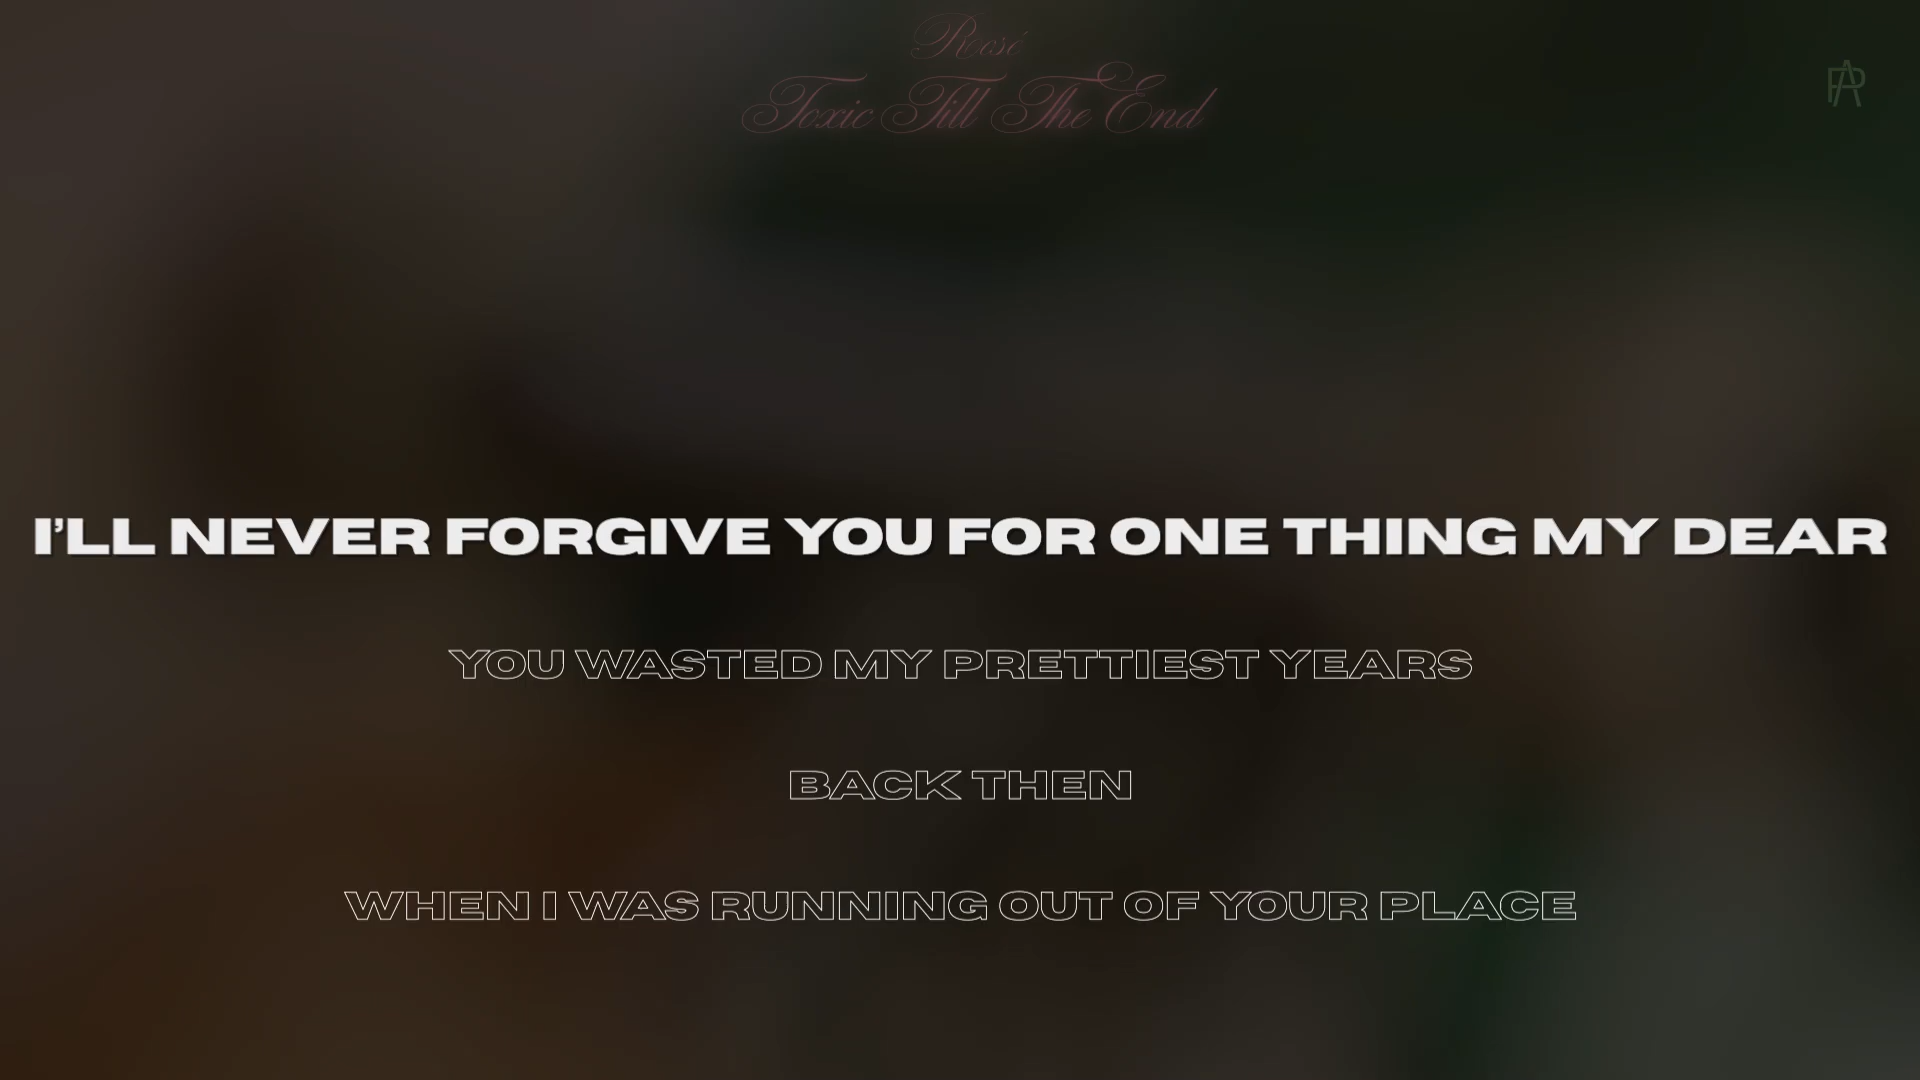 Rosé
Toxic Till The End
I'LL NEVER FORGIVE YOU FOR ONE THING MY DEAR
YOU WASTED MY PRETTIEST YEARS
BACK THEN
WHEN I WAS RUNNING OUT OF YOUR PLACE